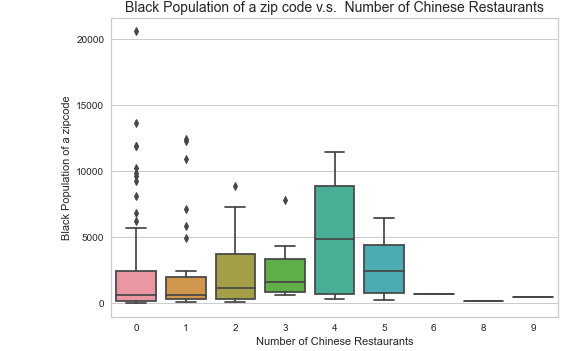 Black Population of a zip code v.s.  Number of Chinese Restaurants
20000
15000
10000
5000
0
Black Population of a zipcode
0 1 2 3 4 5 6 8 9
Number of Chinese Restaurants